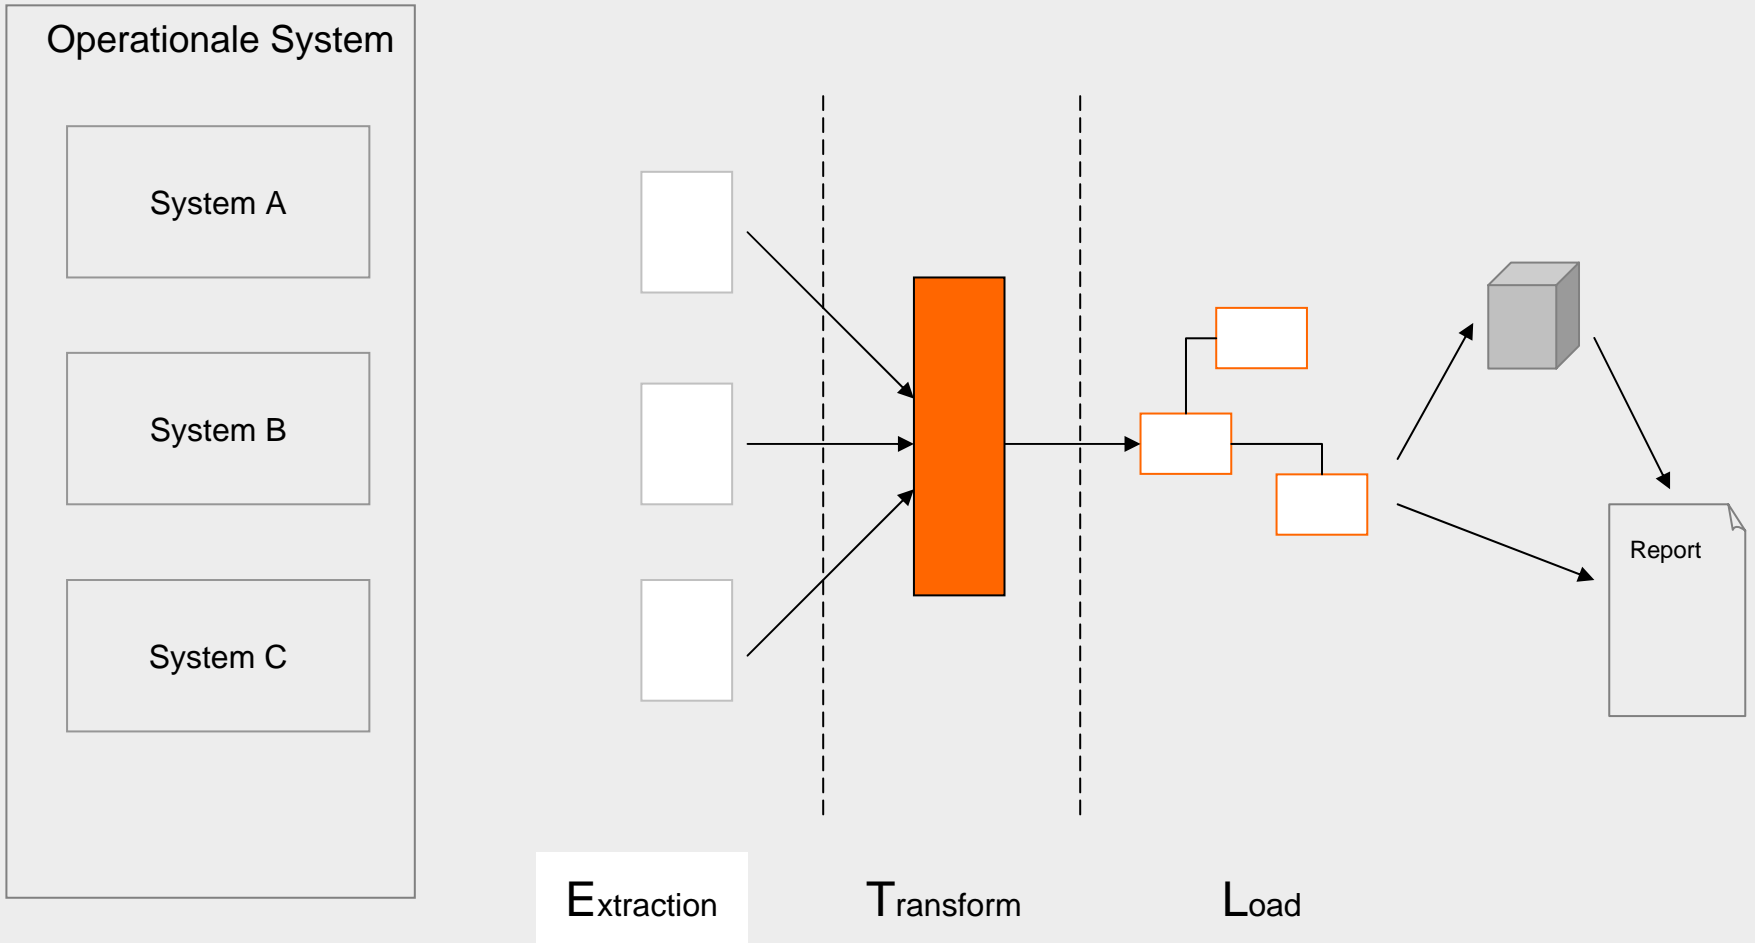 Operationale System
System A
System B
System C
Report
Extraction
Transform
Load